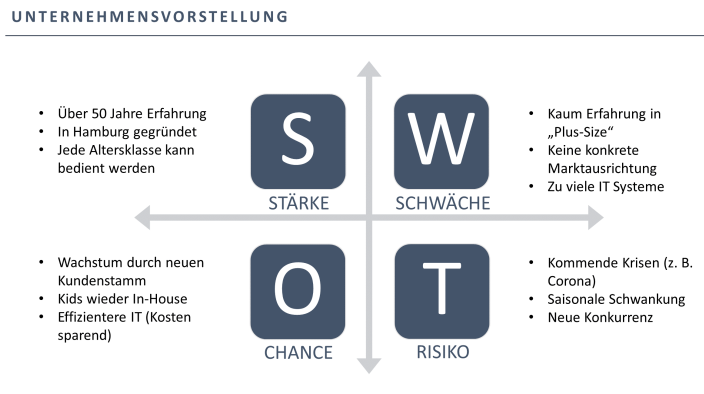 UNTERNEHMENSVORSTELLUNG
• Über 50 Jahre Erfahrung
• In Hamburg gegründet
• Jede Altersklasse kann
bedient werden
S
STÄRKE
W
SCHWÄCHE
• Kaum Erfahrung in
„Plus-Size“
• Keine konkrete
Marktausrichtung
• Zu viele IT Systeme
• Wachstum durch neuen
Kundenstamm
• Kids wieder In-House
• Effizientere IT (Kosten
sparend)
O
CHANCE
T
RISIKO
• Kommende Krisen (z. B.
Corona)
• Saisonale Schwankung
• Neue Konkurrenz